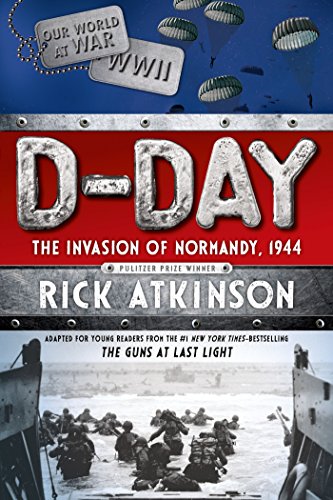 OUR WORLD
AT WAR
WWII
D-DAY
THE INVASION OF NORMANDY, 1944
PULITZER PRIZE WINNER
RICK ATKINSON
ADAPTED FOR YOUNG READERS FROM THE #1 NEW YORK TIMES-BESTSELLING
THE GUNS AT LAST LIGHT